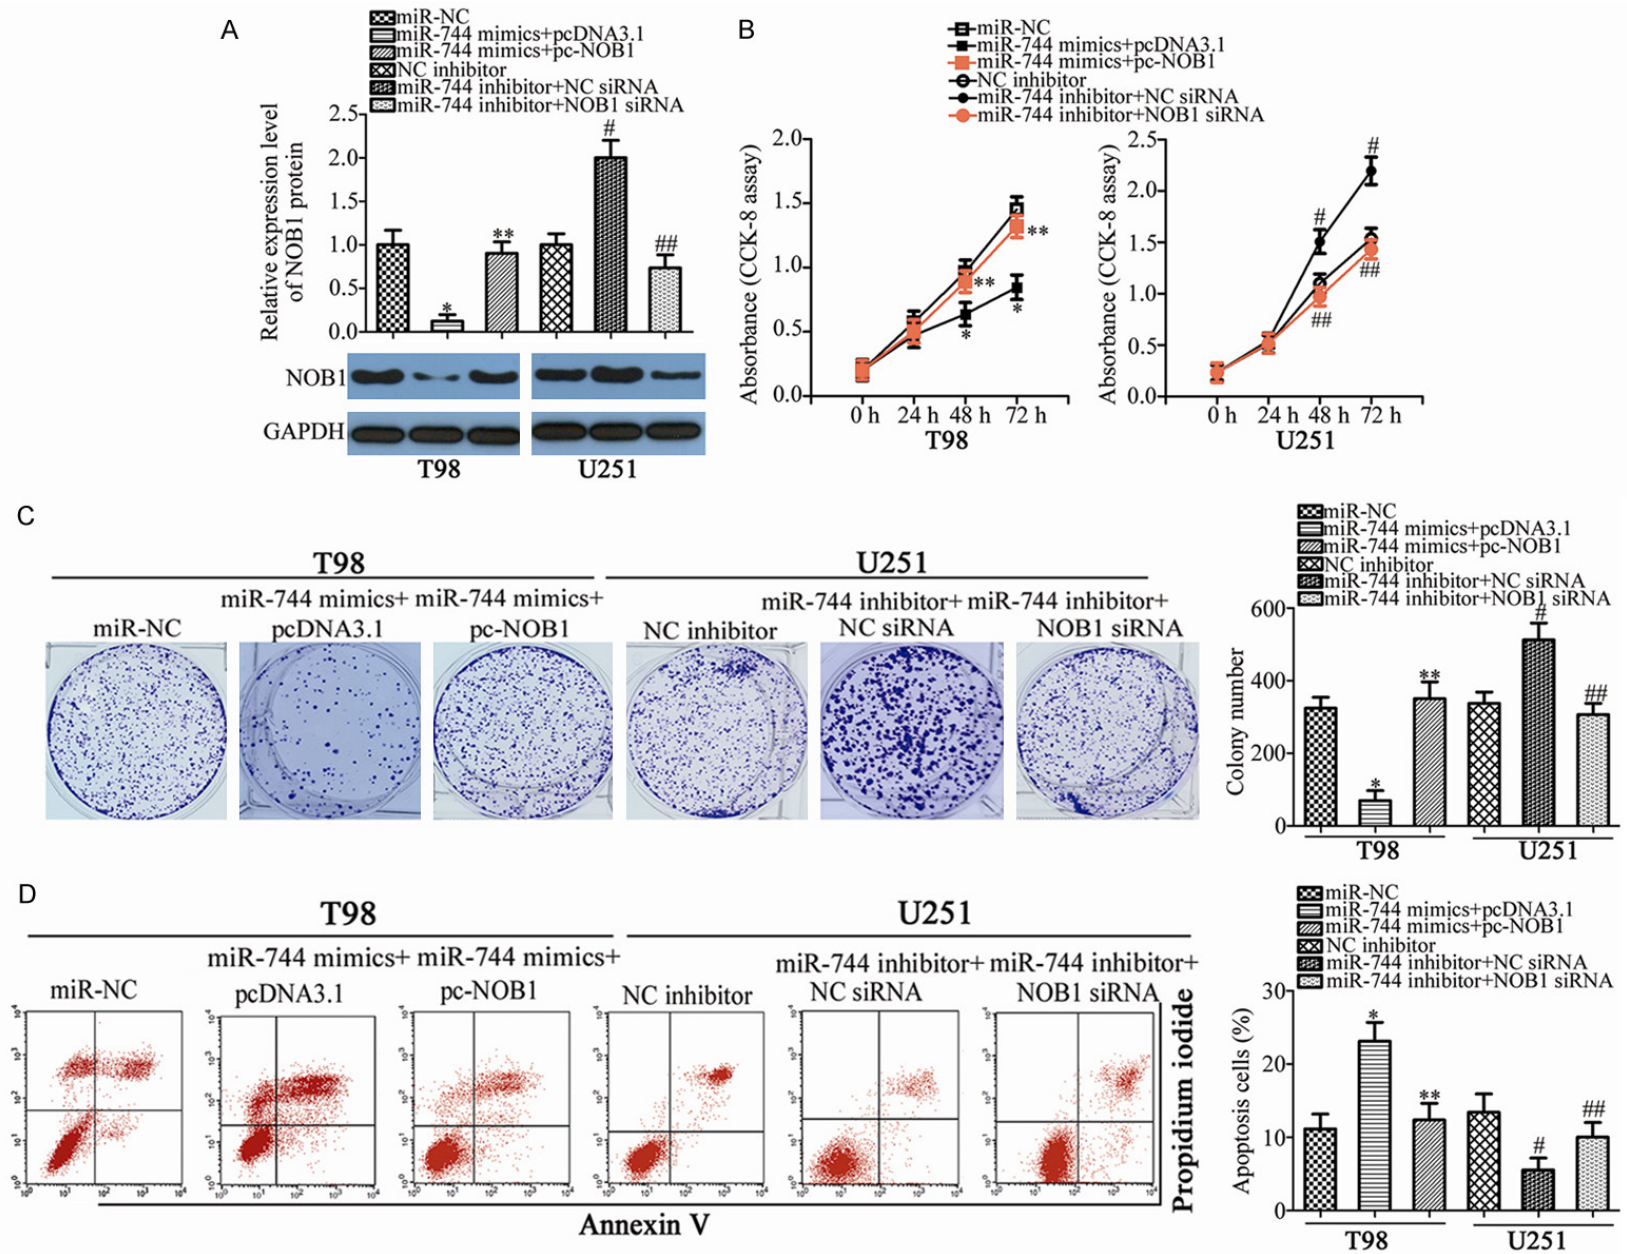 A
miR-NC
miR-744 mimics+pcDNA3.1
miR-744 mimics+pc-NOB1
NC inhibitor
miR-744 inhibitor+NC siRNA
miR-744 inhibitor+NOB1 siRNA
Relative expression level
of NOB1 protein
2.5
2.0
1.5
1.0
0.5
0.0
*
**
#
##
NOB1
GAPDH
T98
U251
B
miR-NC
miR-744 mimics+pcDNA3.1
miR-744 mimics+pc-NOB1
NC inhibitor
miR-744 inhibitor+NC siRNA
miR-744 inhibitor+NOB1 siRNA
Absorbance (CCK-8 assay)
2.0
1.5
1.0
0.5
0.0
**
**
*
*
0 h 24 h 48 h 72 h
T98
Absorbance (CCK-8 assay)
2.5
2.0
1.5
1.0
0.5
0.0
#
#
##
##
0 h 24 h 48 h 72 h
U251
C
T98
U251
miR-NC
miR-744 mimics+
pcDNA3.1
miR-744 mimics+
pc-NOB1
NC inhibitor
miR-744 inhibitor+
NC siRNA
miR-744 inhibitor+
NOB1 siRNA
miR-NC
miR-744 mimics+pcDNA3.1
miR-744 mimics+pc-NOB1
NC inhibitor
miR-744 inhibitor+NC siRNA
miR-744 inhibitor+NOB1 siRNA
Colony number
600
400
200
0
*
**
#
##
T98
U251
D
T98
U251
miR-NC
miR-744 mimics+
pcDNA3.1
miR-744 mimics+
pc-NOB1
NC inhibitor
miR-744 inhibitor+
NC siRNA
miR-744 inhibitor+
NOB1 siRNA
Propidium iodide
Annexin V
miR-NC
miR-744 mimics+pcDNA3.1
miR-744 mimics+pc-NOB1
NC inhibitor
miR-744 inhibitor+NC siRNA
miR-744 inhibitor+NOB1 siRNA
Apoptosis cells (%)
30
20
10
0
*
**
#
##
T98
U251